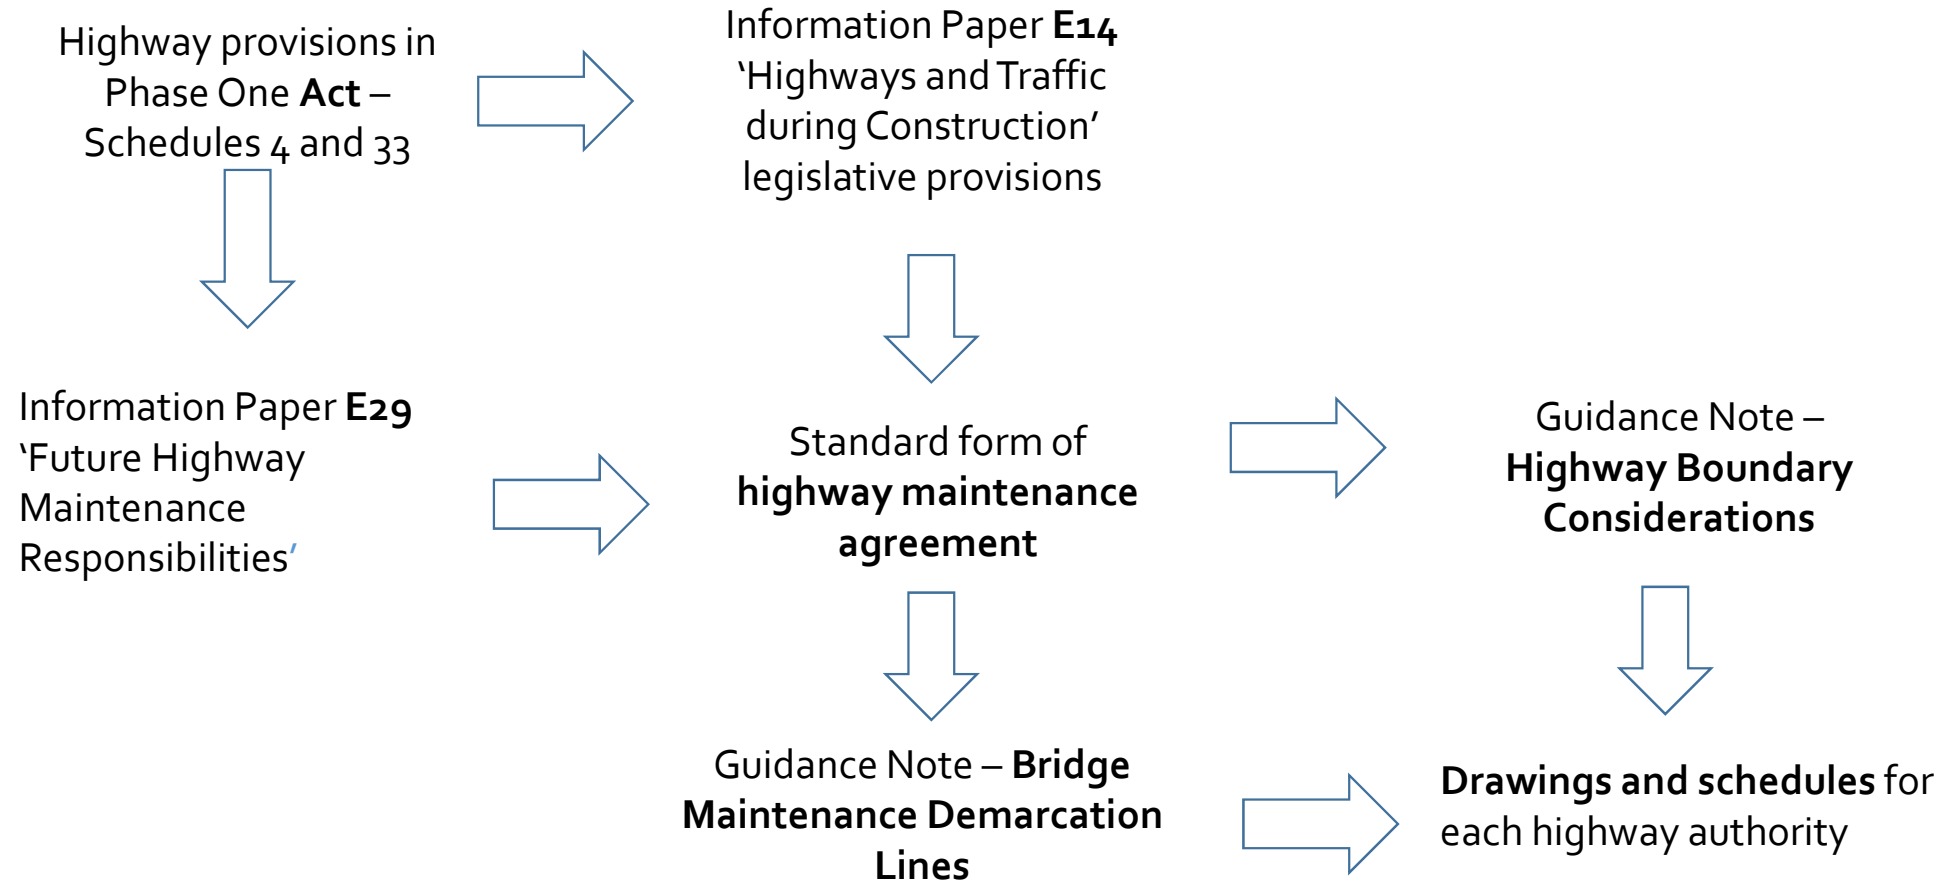 Highway provisions in
Phase One Act –
Schedules 4 and 33
Information Paper E14
‘Highways and Traffic
during Construction’
legislative provisions
Information Paper E29
‘Future Highway
Maintenance
Responsibilities’
Standard form of
highway maintenance
agreement
Guidance Note –
Highway Boundary
Considerations
Guidance Note – Bridge
Maintenance Demarcation
Lines
Drawings and schedules for
each highway authority